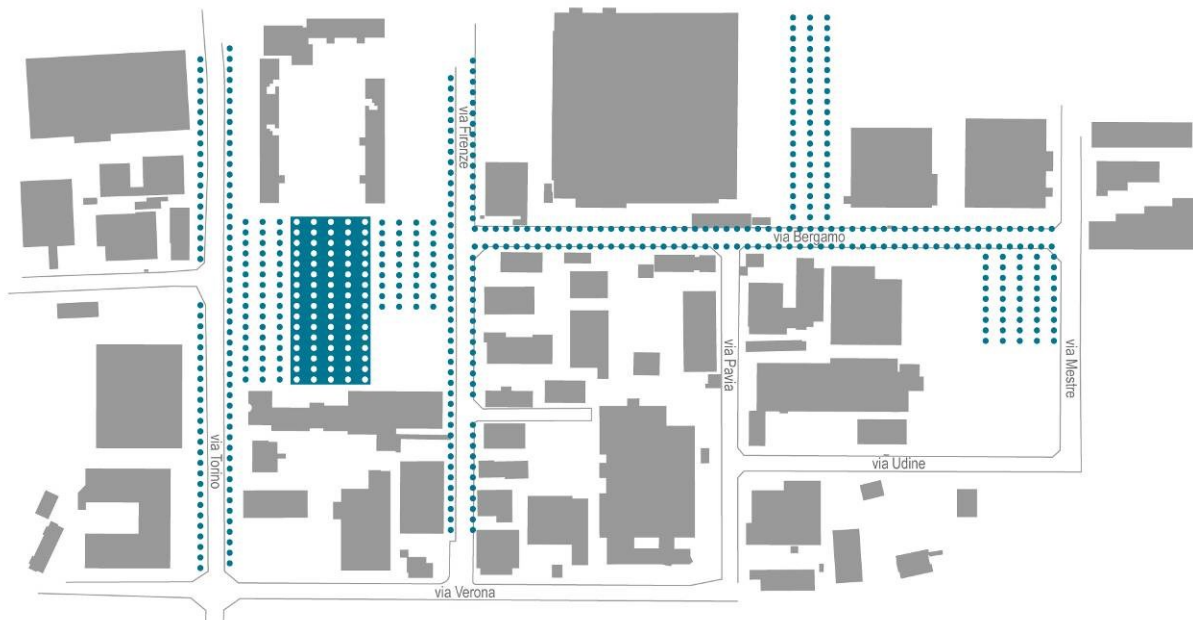 via Firenze
via Bergamo
via Pavia
via Mestre
via Torino
via Udine
via Verona